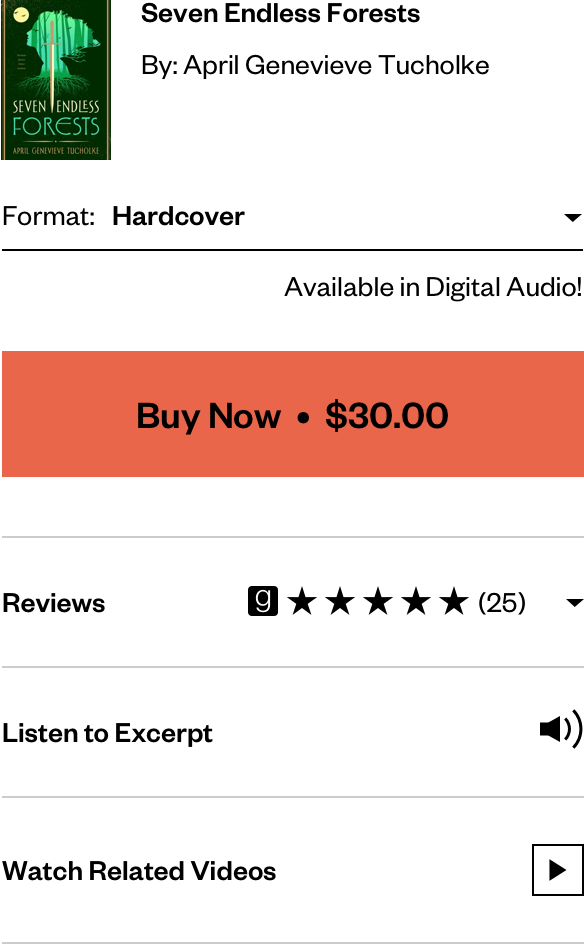 SEVEN ENDLESS
FORESTS
APRIL GENEVIEVE TUCHOLKE
Seven Endless Forests
By: April Genevieve Tucholke
Format: Hardcover
Available in Digital Audio!
Buy Now • $30.00
Reviews g ★★★★★ (25)
Listen to Excerpt
Watch Related Videos